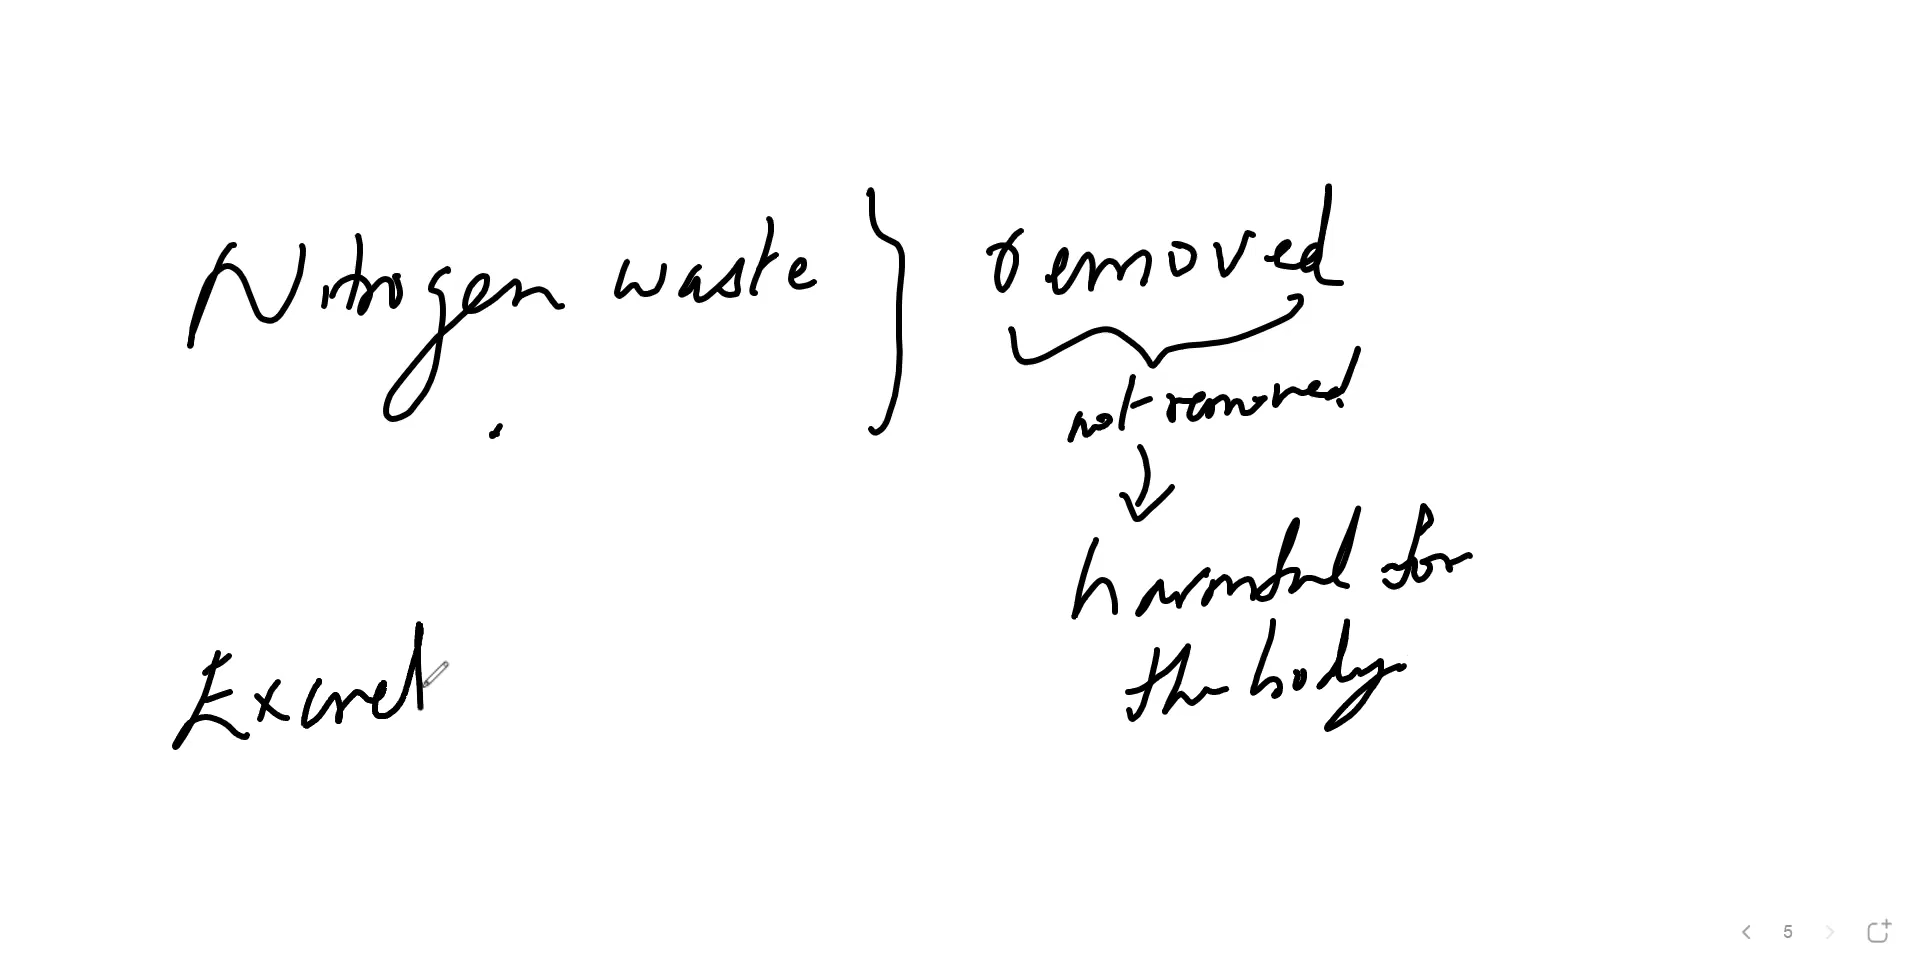 Nitrogen waste } removed
not removed
harmful for
the body
Excret
5